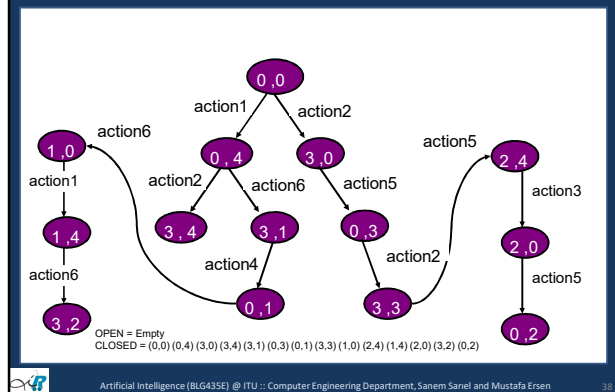 0 ,0
action1
action2
action6
action5
1 ,0
0 , 4
3 ,0
2 ,4
action1
action2
action6
action5
action3
1 ,4
3 , 4
3 ,1
0 ,3
2 ,0
action6
action4
action2
action5
3 ,2
0 ,1
3 ,3
0 ,2
OPEN = Empty
CLOSED = (0,0) (0,4) (3,0) (3,4) (3,1) (0,3) (0,1) (3,3) (1,0) (2,4) (1,4) (2,0) (3,2) (0,2)
Artificial Intelligence (BLG435E) @ ITU :: Computer Engineering Department, Sanem Sarıel and Mustafa Ersen
38